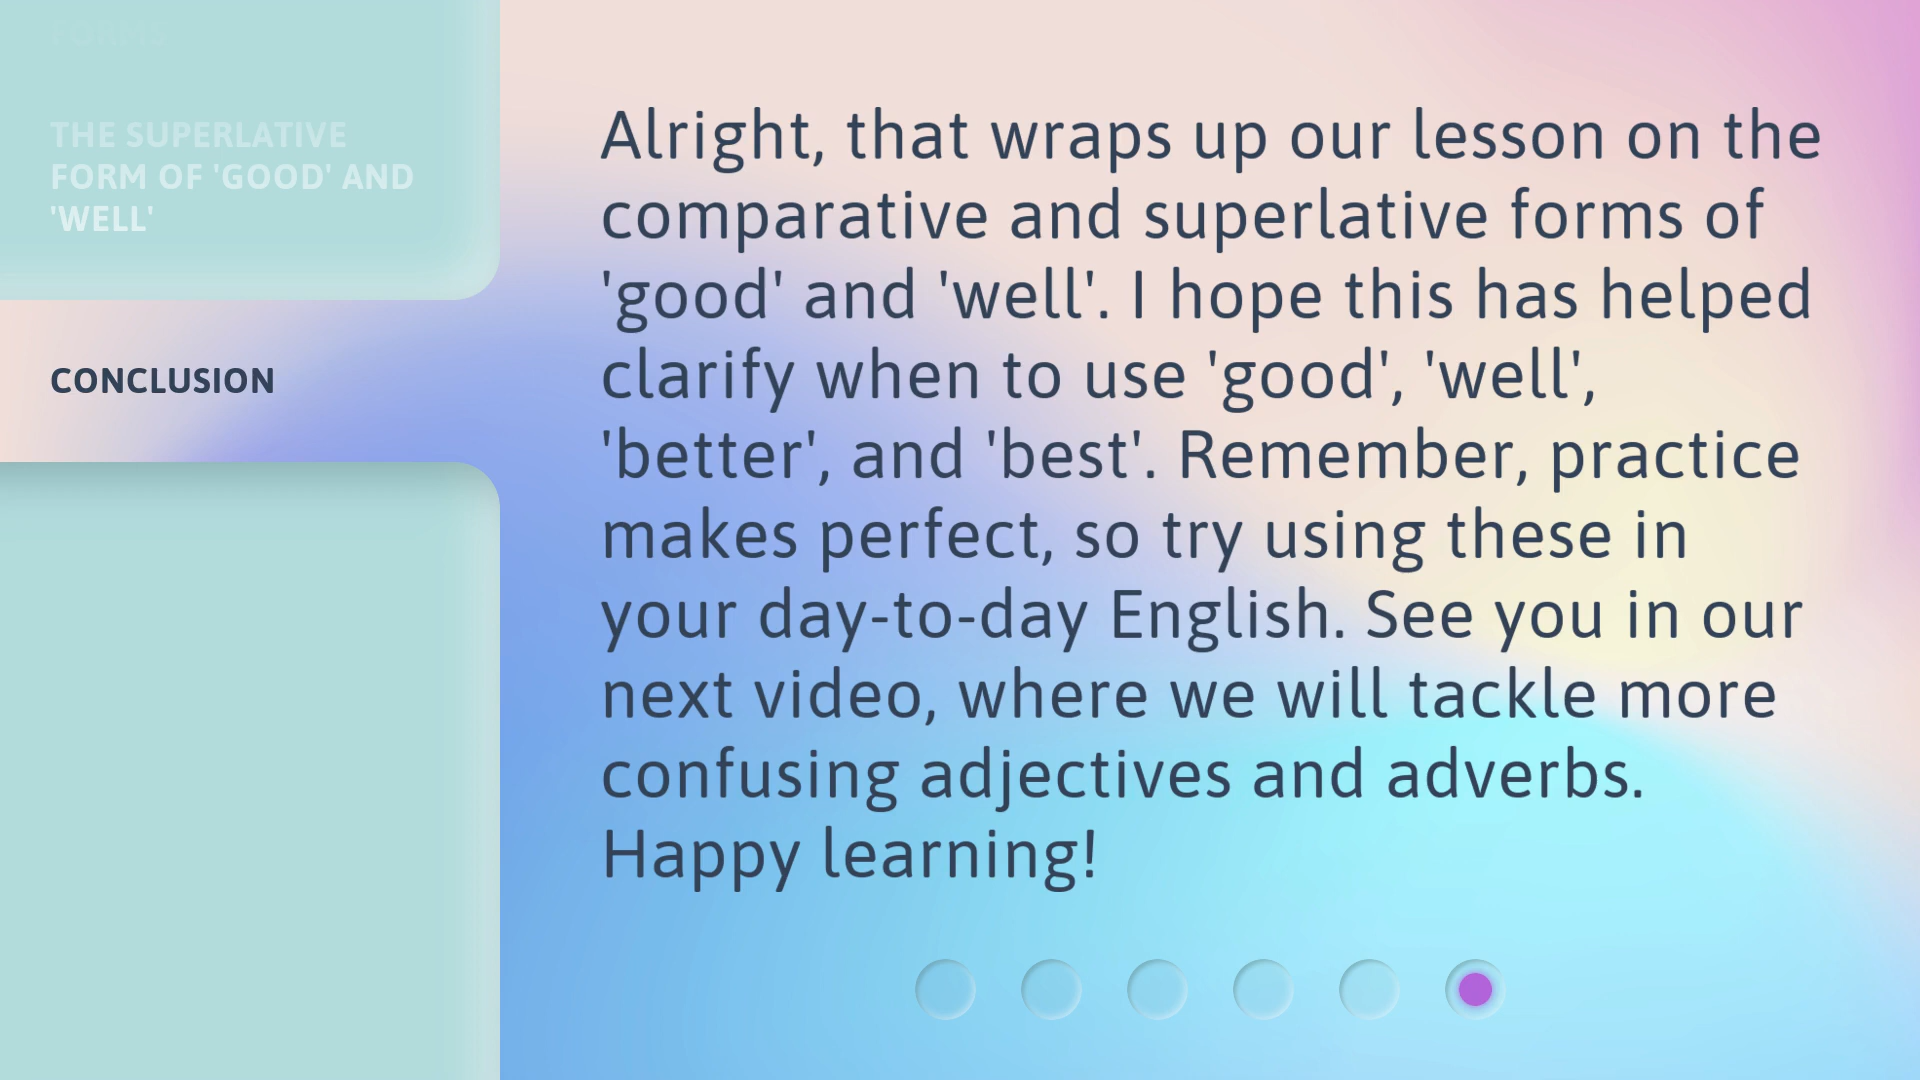 FORMS
THE SUPERLATIVE
FORM OF 'GOOD' AND
'WELL'
CONCLUSION
Alright, that wraps up our lesson on the
comparative and superlative forms of
'good' and 'well'. I hope this has helped
clarify when to use 'good', 'well',
'better', and 'best'. Remember, practice
makes perfect, so try using these in
your day-to-day English. See you in our
next video, where we will tackle more
confusing adjectives and adverbs.
Happy learning!